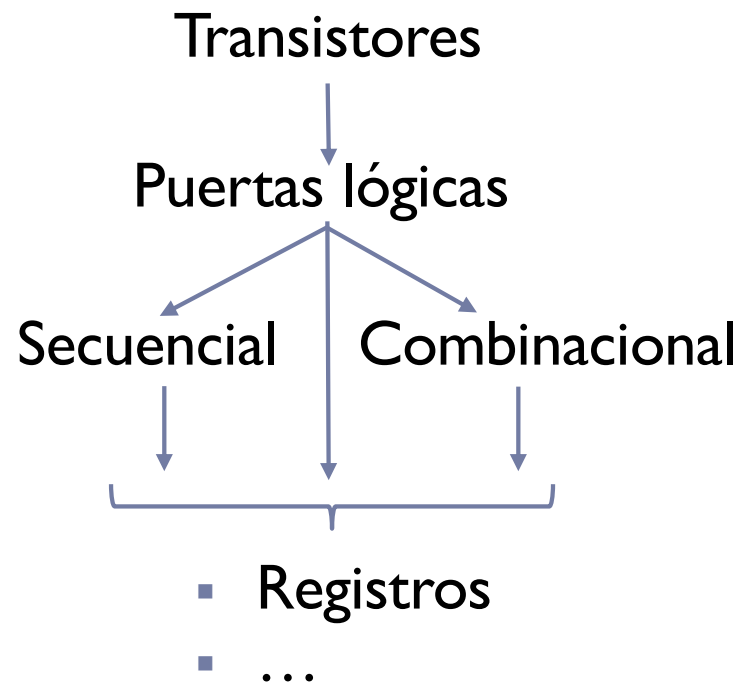 Transistores
Puertas lógicas
Secuencial Combinacional
▪ Registros
▪ …